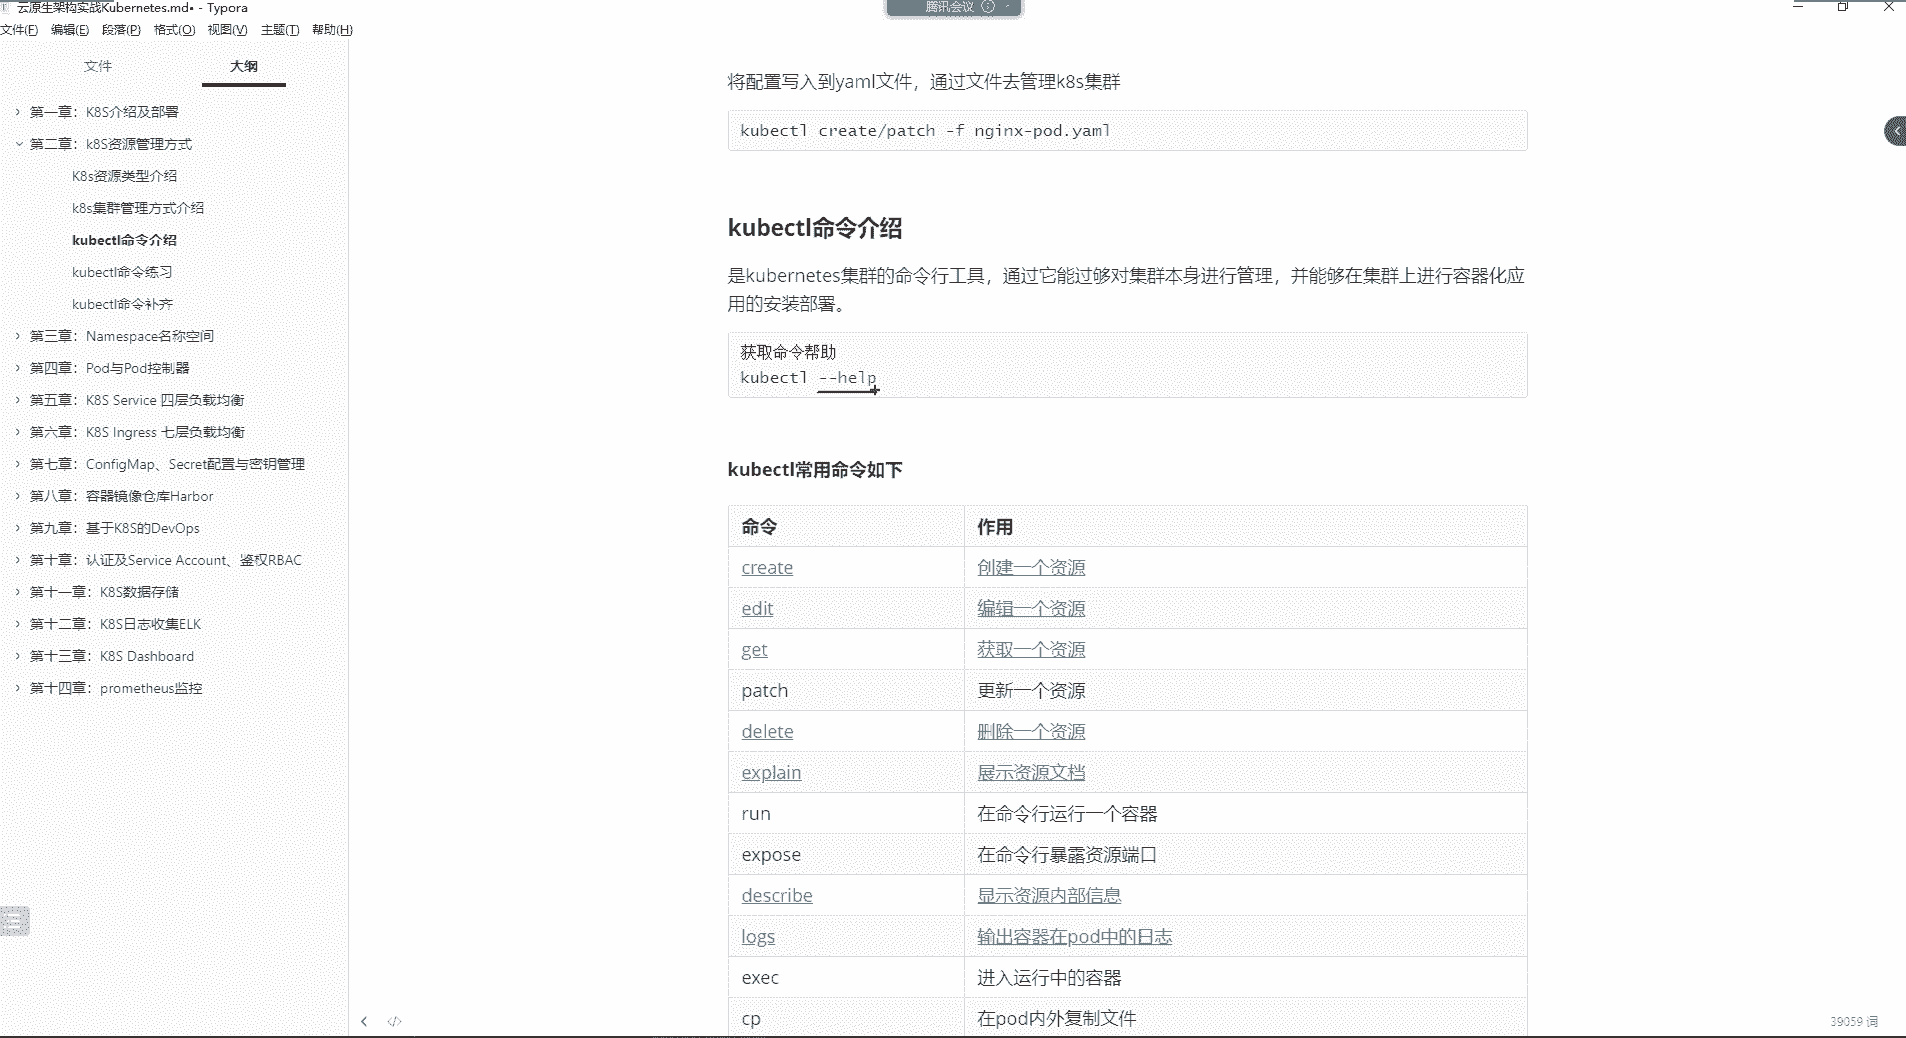 云原生架构实战Kubernetes.md• - Typora
腾讯会议
文件(F) 编辑(E) 段落(P) 格式(O) 视图(V) 主题(T) 帮助(H)
文件 大纲
第一章：K8S介绍及部署
第二章：k8S资源管理方式
K8s资源类型介绍
k8s集群管理方式介绍
kubectl命令介绍
kubectl命令练习
kubectl命令补齐
第三章：Namespace名称空间
第四章：Pod与Pod控制器
第五章：K8S Service 四层负载均衡
第六章：K8S Ingress 七层负载均衡
第七章：ConfigMap、Secret配置与密钥管理
第八章：容器镜像仓库Harbor
第九章：基于K8S的DevOps
第十章：认证及Service Account、鉴权RBAC
第十一章：K8S数据存储
第十二章：K8S日志收集ELK
第十三章：K8S Dashboard
第十四章：prometheus监控
将配置写入到yaml文件，通过文件去管理k8s集群
kubectl create/patch -f nginx-pod.yaml
kubectl命令介绍
是kubernetes集群的命令行工具，通过它能过够对集群本身进行管理，并能够在集群上进行容器化应
用的安装部署。
获取命令帮助
kubectl --help
kubectl常用命令如下
命令 作用
create 创建一个资源
edit 编辑一个资源
get 获取一个资源
patch 更新一个资源
delete 删除一个资源
explain 展示资源文档
run 在命令行运行一个容器
expose 在命令行暴露资源端口
describe 显示资源内部信息
logs 输出容器在pod中的日志
exec 进入运行中的容器
cp 在pod内外复制文件
39059 词